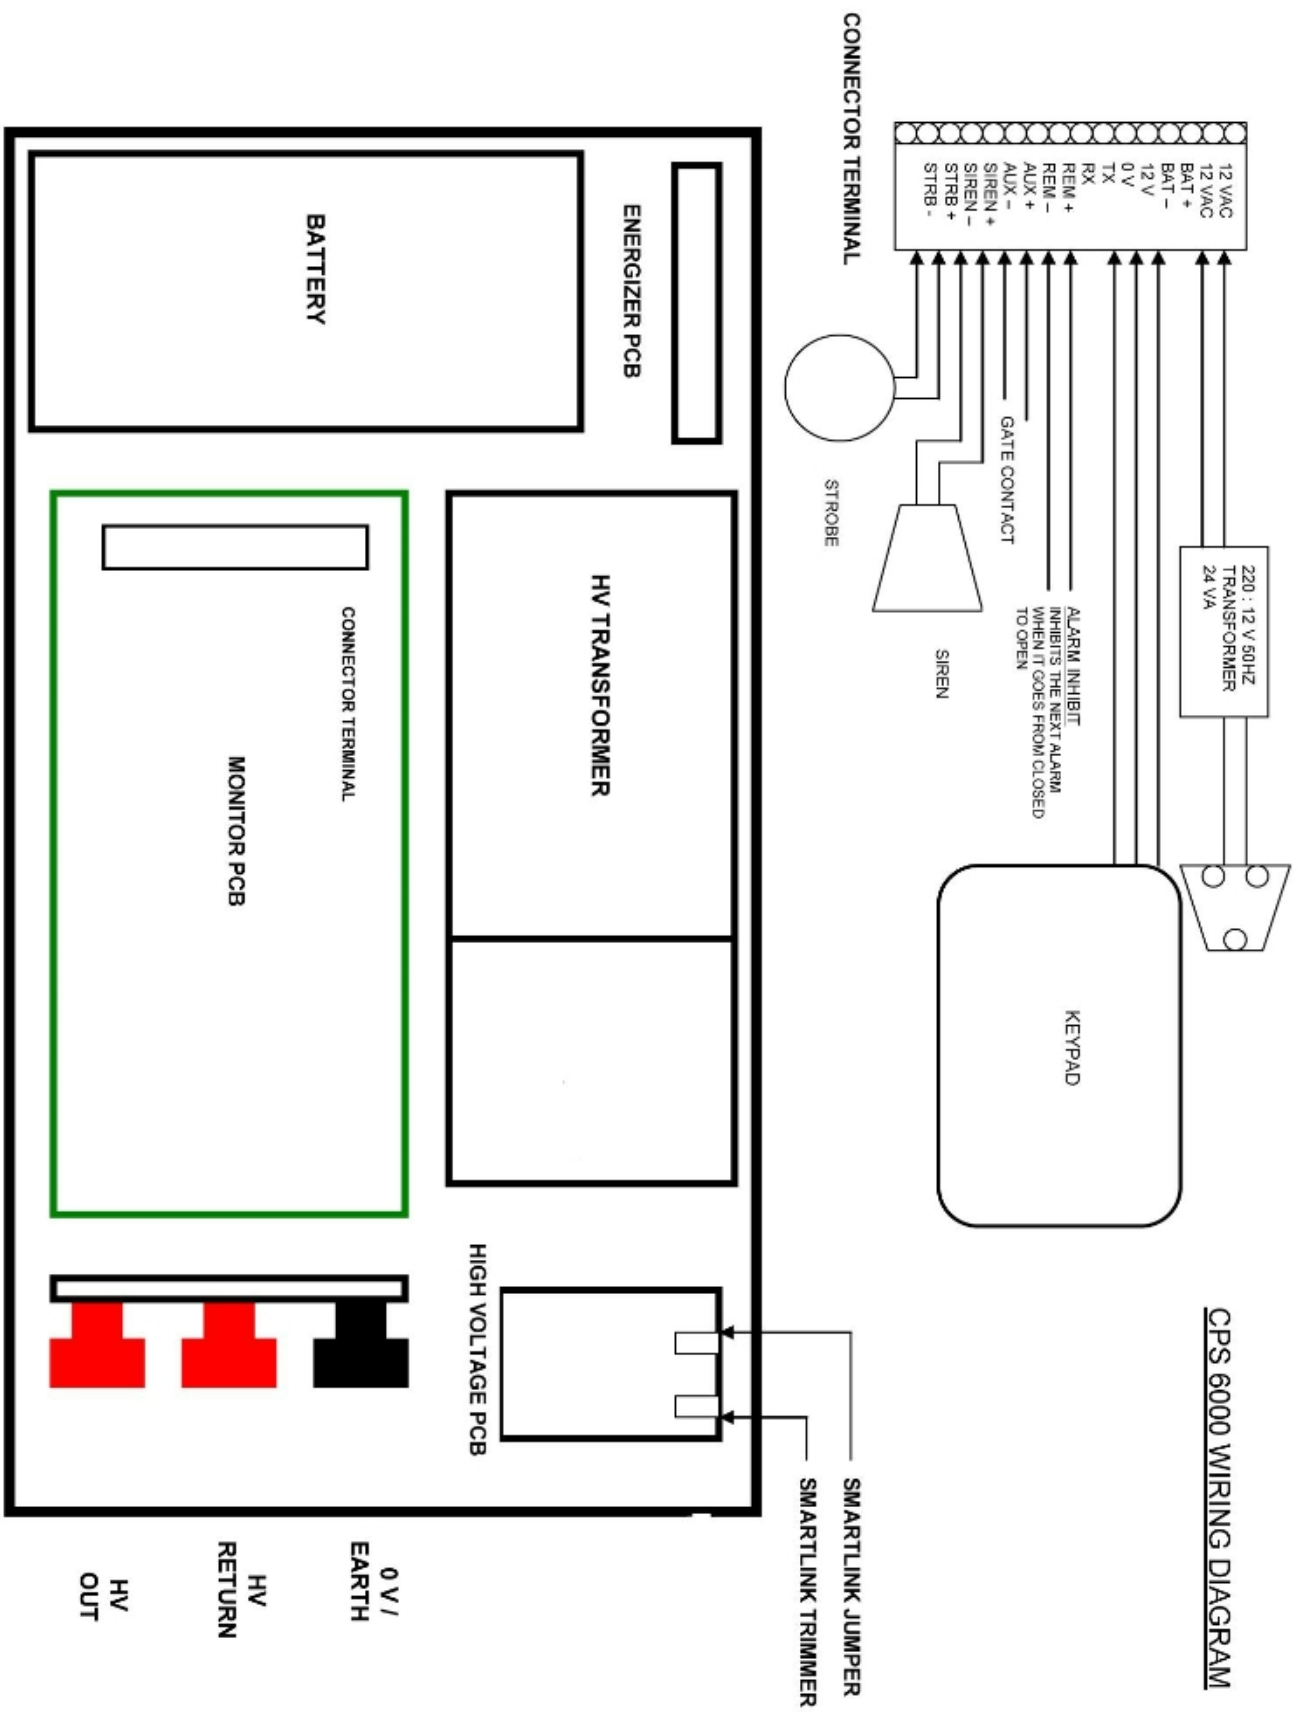 CPS 6000 WIRING DIAGRAM
220 : 12 V 50HZ
TRANSFORMER
24 VA
KEYPAD
12 VAC
12 VAC
BAT +
BAT –
12 V
0 V
TX
RX
REM +
REM –
AUX +
AUX –
SIREN +
SIREN –
STRB +
STRB -
ALARM INHIBIT
INHIBITS THE NEXT ALARM
WHEN IT GOES FROM CLOSED
TO OPEN
GATE CONTACT
SIREN
STROBE
CONNECTOR TERMINAL
SMARTLINK JUMPER
SMARTLINK TRIMMER
ENERGIZER PCB
HV TRANSFORMER
HIGH VOLTAGE PCB
BATTERY
CONNECTOR TERMINAL
MONITOR PCB
0 V /
EARTH
HV
RETURN
HV
OUT